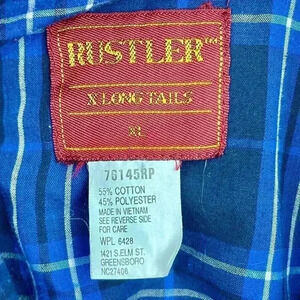 RUSTLER™
X LONG TAILS
XL
76145RP
55% COTTON
45% POLYESTER
MADE IN VIETNAM
SEE REVERSE SIDE
FOR CARE
WPL 6428
1421 S.ELM ST.
GREENSBORO
NC27406